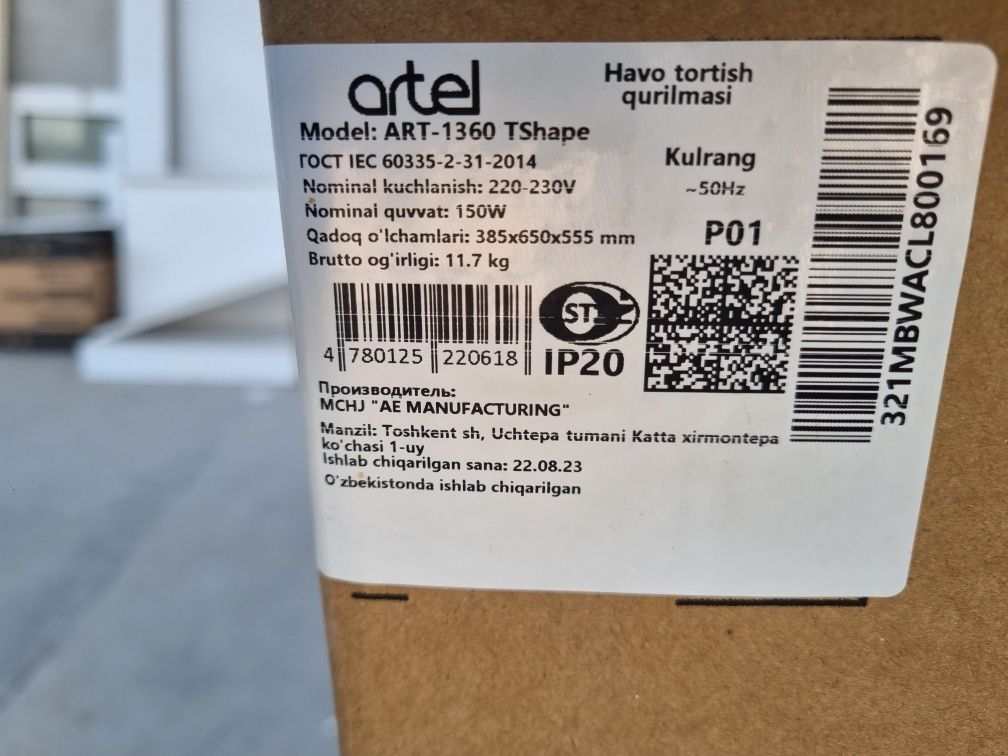 artel
Havo tortish
qurilmasi
Model: ART-1360 TShape
ГОСТ IEC 60335-2-31-2014
Kulrang
Nominal kuchlanish: 220-230V
~50Hz
Nominal quvvat: 150W
P01
Qadoq o'lchamlari: 385x650x555 mm
Brutto og'irligi: 11.7 kg
ST
IP20
4 780125 220618
321MBWACL800169
Производитель:
MCHJ "AE MANUFACTURING"
Manzil: Toshkent sh, Uchtepa tumani Katta xirmontepa
ko'chasi 1-uy
Ishlab chiqarilgan sana: 22.08.23
O'zbekistonda ishlab chiqarilgan